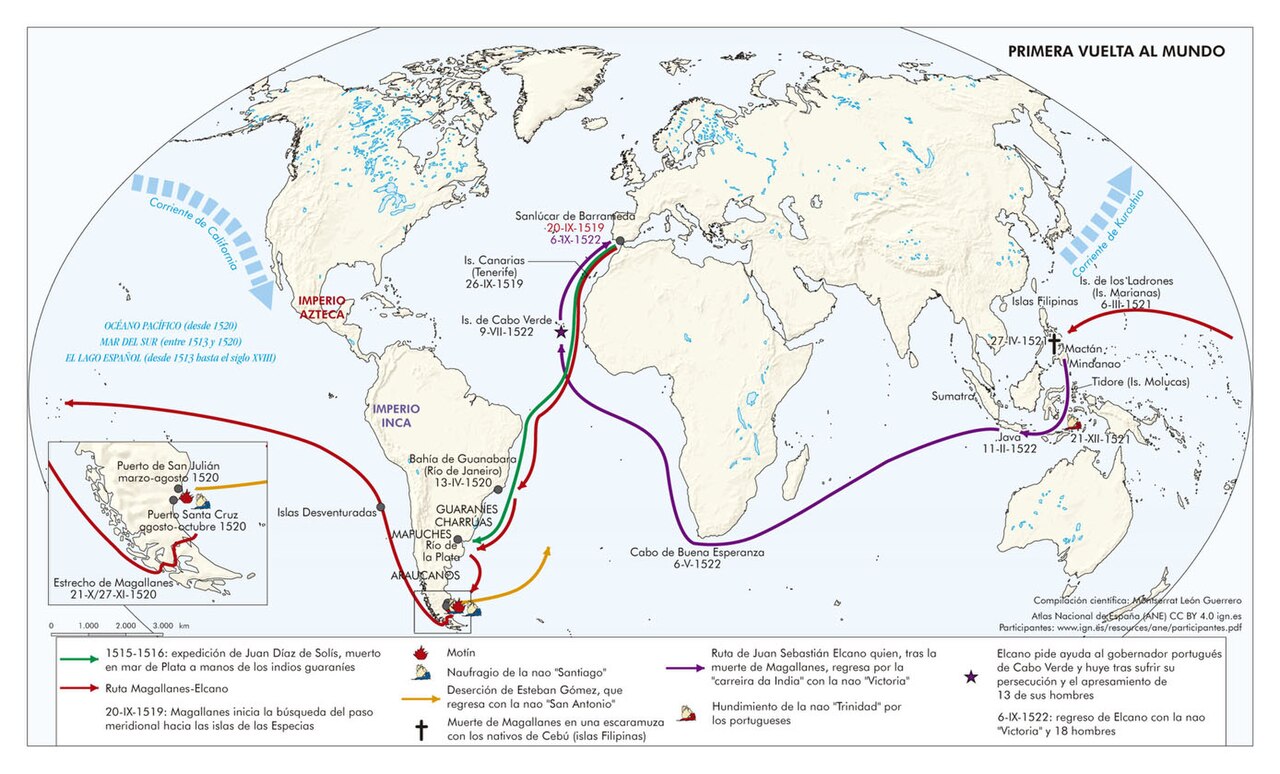 PRIMERA VUELTA AL MUNDO
Corriente de California
Corriente de Kuroshio
Sanlúcar de Barrameda
20-IX-1519
6-IX-1522
Is. Canarias
(Tenerife)
26-IX-1519
Is. de Cabo Verde
9-VII-1522
IMPERIO
AZTECA
OCÉANO PACÍFICO (desde 1520)
MAR DEL SUR (entre 1513 y 1520)
EL LAGO ESPAÑOL (desde 1513 hasta el siglo XVIII)
Is. de los Ladrones
(Is. Marianas)
6-III-1521
Islas Filipinas
27-IV-1521
Mactán
Mindanao
Tidore (Is. Molucas)
Sumatra
Java
11-II-1522
21-XII-1521
IMPERIO
INCA
Bahía de Guanabara
(Río de Janeiro)
13-IV-1520
Islas Desventuradas
GUARANÍES
CHARRÚAS
MAPUCHES
Río de
la Plata
ARAUCANOS
Cabo de Buena Esperanza
6-V-1522
Puerto de San Julián
marzo-agosto 1520
Puerto Santa Cruz
agosto-octubre 1520
Estrecho de Magallanes
21-X/27-XI-1520
0 1.000 2.000 3.000 km
Compilación científica: Montserrat León Guerrero
Atlas Nacional de España (ANE) CC BY 4.0 ign.es
Participantes: www.ign.es/resources/ane/participantes.pdf
1515-1516: expedición de Juan Díaz de Solís, muerto
en mar de Plata a manos de los indios guaraníes
Ruta Magallanes-Elcano
20-IX-1519: Magallanes inicia la búsqueda del paso
meridional hacia las islas de las Especias
Motín
Naufragio de la nao "Santiago"
Deserción de Esteban Gómez, que
regresa con la nao "San Antonio"
Muerte de Magallanes en una escaramuza
con los nativos de Cebú (islas Filipinas)
Ruta de Juan Sebastián Elcano quien, tras la
muerte de Magallanes, regresa por la
"carreira da India" con la nao "Victoria"
Hundimiento de la nao "Trinidad" por
los portugueses
Elcano pide ayuda al gobernador portugués
de Cabo Verde y huye tras sufrir su
persecución y el apresamiento de
13 de sus hombres
6-IX-1522: regreso de Elcano con la nao
"Victoria" y 18 hombres